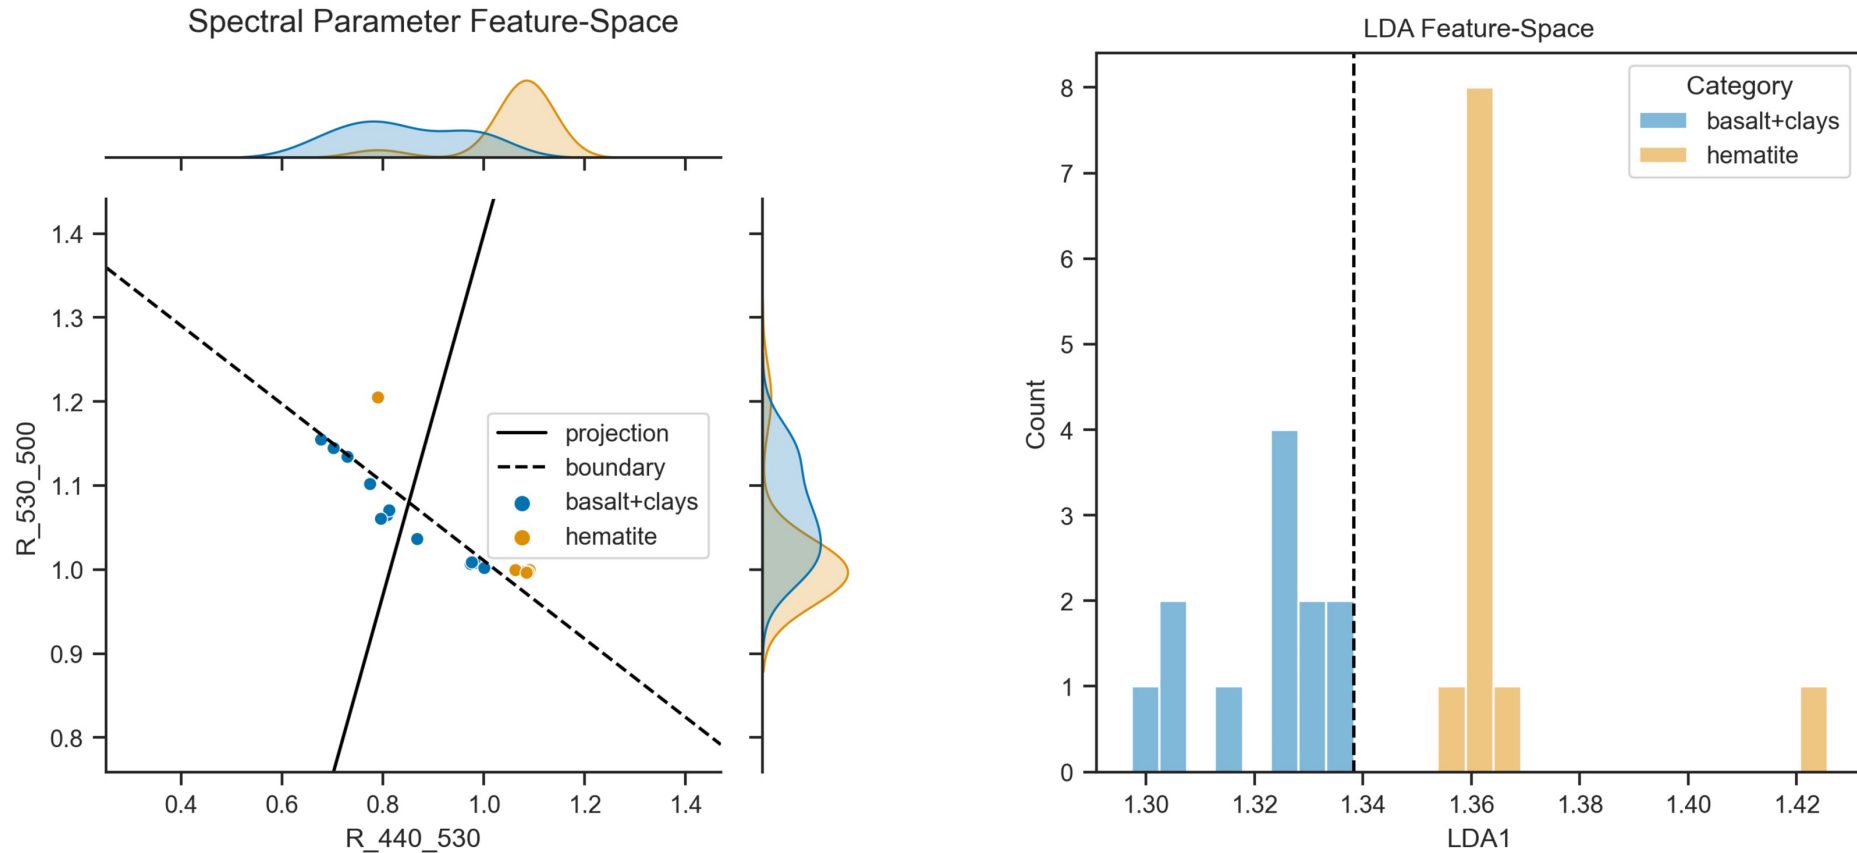 Spectral Parameter Feature-Space
1.4
1.3
1.2
1.1
1.0
0.9
0.8
R_530_500
projection
boundary
basalt+clays
hematite
0.4 0.6 0.8 1.0 1.2 1.4
R_440_530
LDA Feature-Space
Category
basalt+clays
hematite
8
7
6
5
4
3
2
1
0
Count
1.30 1.32 1.34 1.36 1.38 1.40 1.42
LDA1